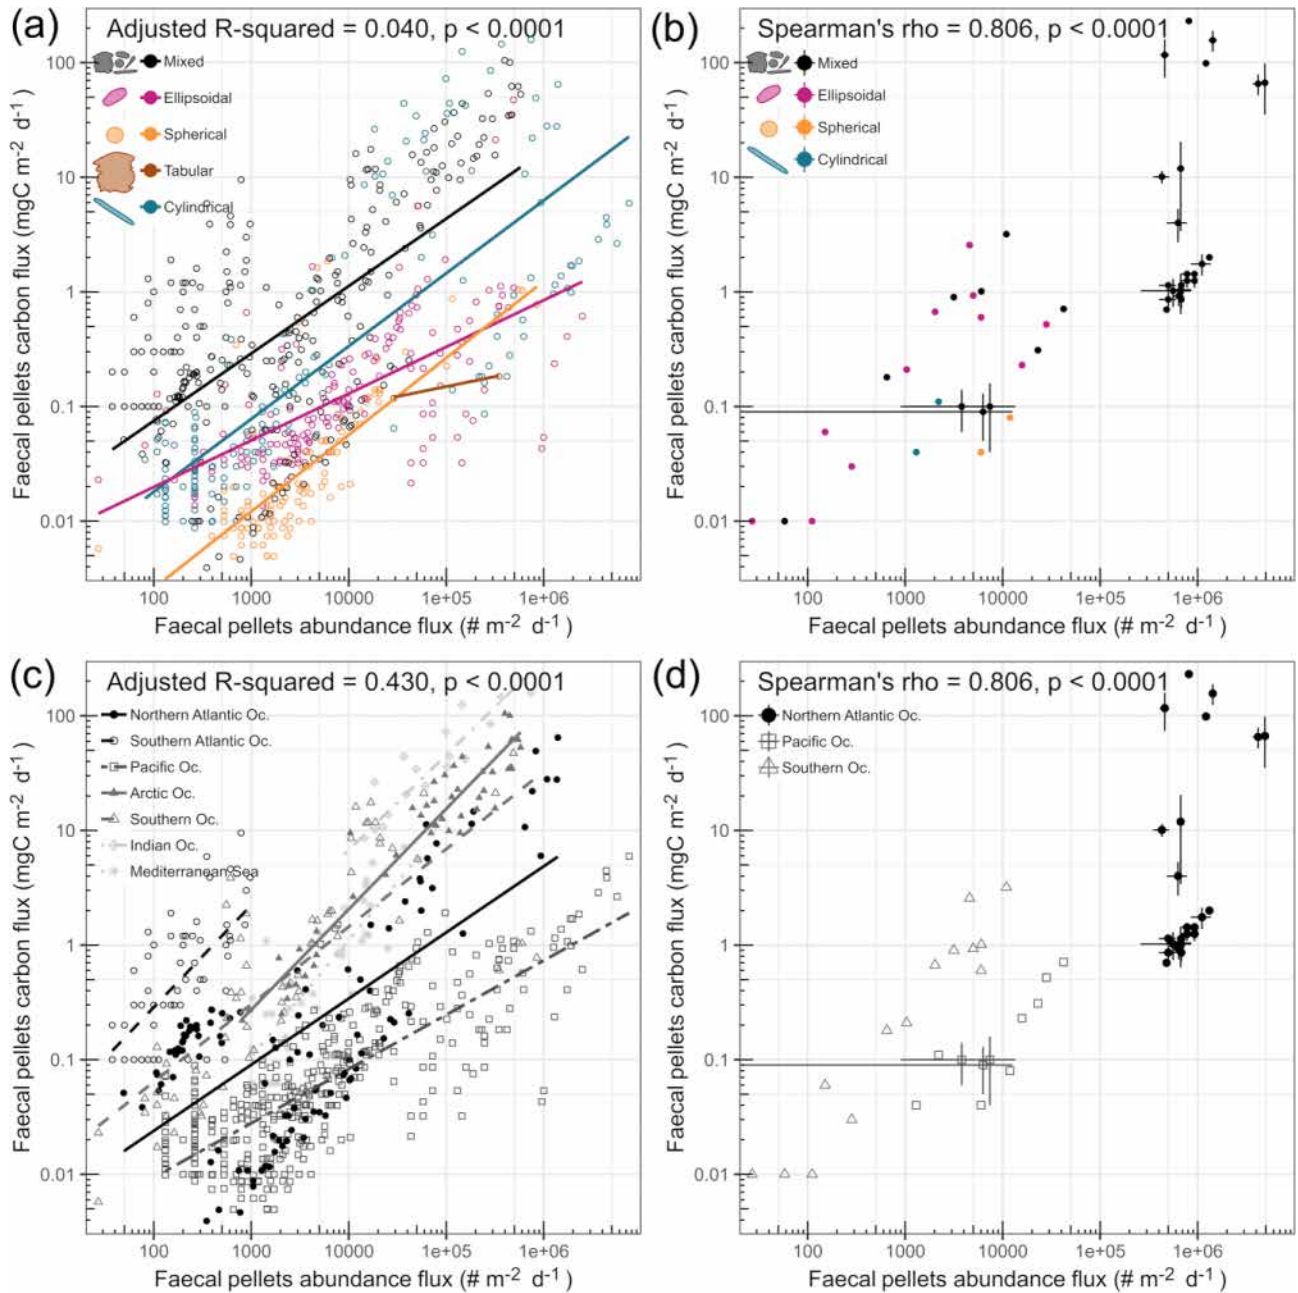 (a) Adjusted R-squared = 0.040, p < 0.0001
Mixed
Ellipsoidal
Spherical
Tabular
Cylindrical
100
10
1
0.1
0.01
Faecal pellets carbon flux (mgC m-2 d-1)
100 1000 10000 1e+05 1e+06
Faecal pellets abundance flux (# m-2 d-1)
(b) Spearman's rho = 0.806, p < 0.0001
Mixed
Ellipsoidal
Spherical
Cylindrical
100
10
1
0.1
0.01
Faecal pellets carbon flux (mgC m-2 d-1)
100 1000 10000 1e+05 1e+06
Faecal pellets abundance flux (# m-2 d-1)
(c) Adjusted R-squared = 0.430, p < 0.0001
Northern Atlantic Oc.
Southern Atlantic Oc.
Pacific Oc.
Arctic Oc.
Southern Oc.
Indian Oc.
Mediterranean Sea
100
10
1
0.1
0.01
Faecal pellets carbon flux (mgC m-2 d-1)
100 1000 10000 1e+05 1e+06
Faecal pellets abundance flux (# m-2 d-1)
(d) Spearman's rho = 0.806, p < 0.0001
Northern Atlantic Oc.
Pacific Oc.
Southern Oc.
100
10
1
0.1
0.01
Faecal pellets carbon flux (mgC m-2 d-1)
100 1000 10000 1e+05 1e+06
Faecal pellets abundance flux (# m-2 d-1)